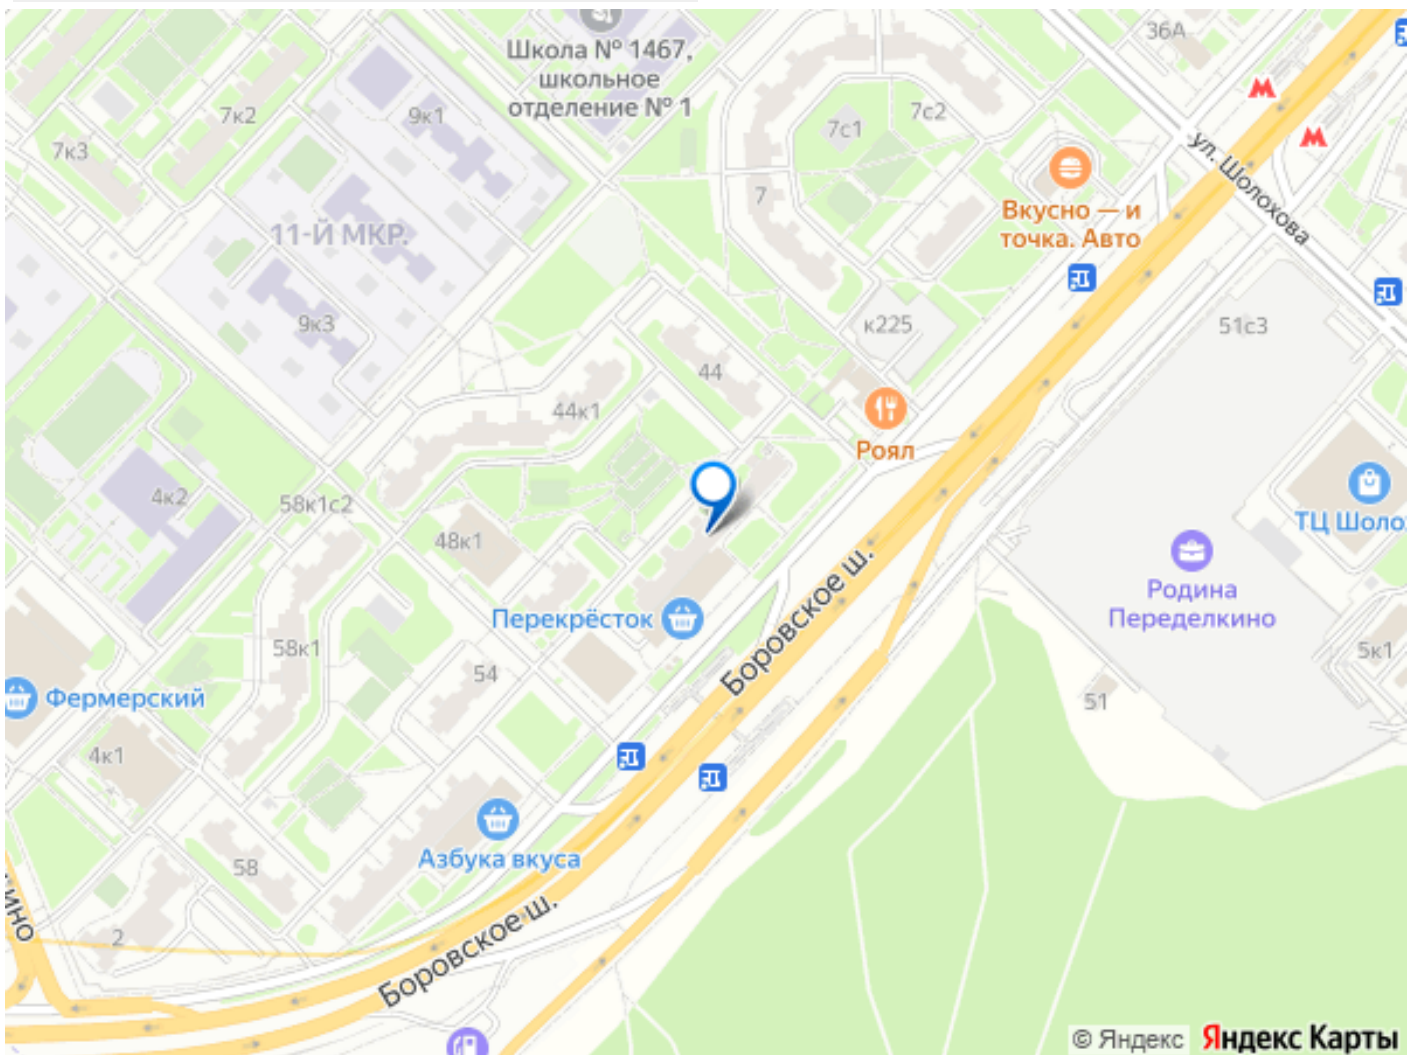 36А
Школа № 1467,
школьное
отделение № 1
7к2
9к1
7с1
7с2
7к3
ул. Шолохова
7
Вкусно — и
точка. Авто
11-Й МКР.
9к3
к225
51с3
44
44к1
Роял
4к2
58к1с2
ТЦ Шоло
48к1
Боровское ш.
Родина
Переделкино
Перекрёсток
58к1
5к1
54
Фермерский
51
4к1
Азбука вкуса
58
ино
2
Боровское ш.
© Яндекс Яндекс Карты